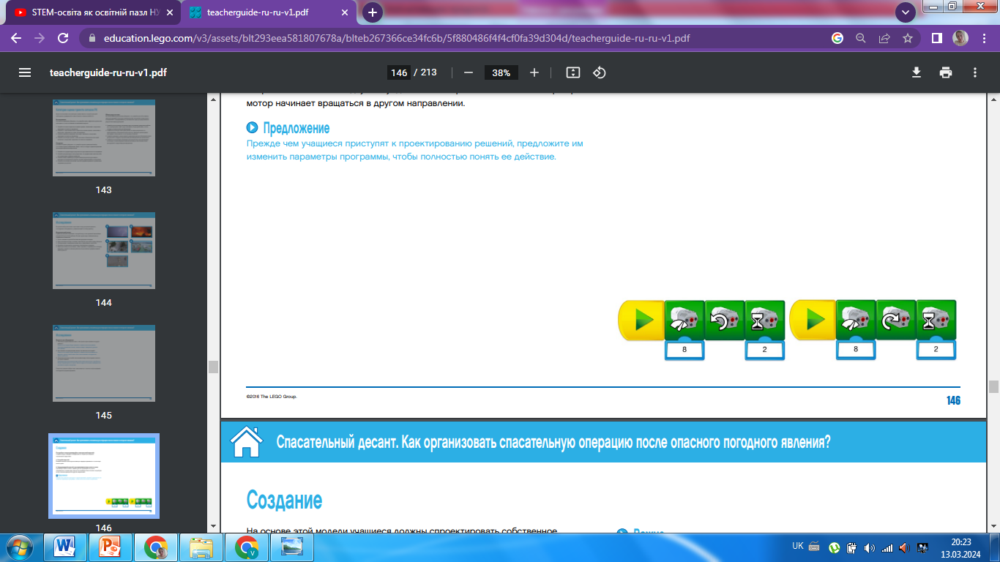 STEM-освіта як освітній пазл НУ
teacherguide-ru-ru-v1.pdf
education.lego.com/v3/assets/blt293eea581807678a/blteb267366ce34fc6b/5f880486f4f4cf0fa39d304d/teacherguide-ru-ru-v1.pdf
teacherguide-ru-ru-v1.pdf
146 / 213
38%
143
144
145
146
мотор начинает вращаться в другом направлении.
Предложение
Прежде чем учащиеся приступят к проектированию решений, предложите им
изменить параметры программы, чтобы полностью понять ее действие.
8 2 8 2
©2016 The LEGO Group.
146
Спасательный десант. Как организовать спасательную операцию после опасного погодного явления?
Создание
На основе этой модели учащиеся должны спроектировать собственное
UK
20:23
13.03.2024